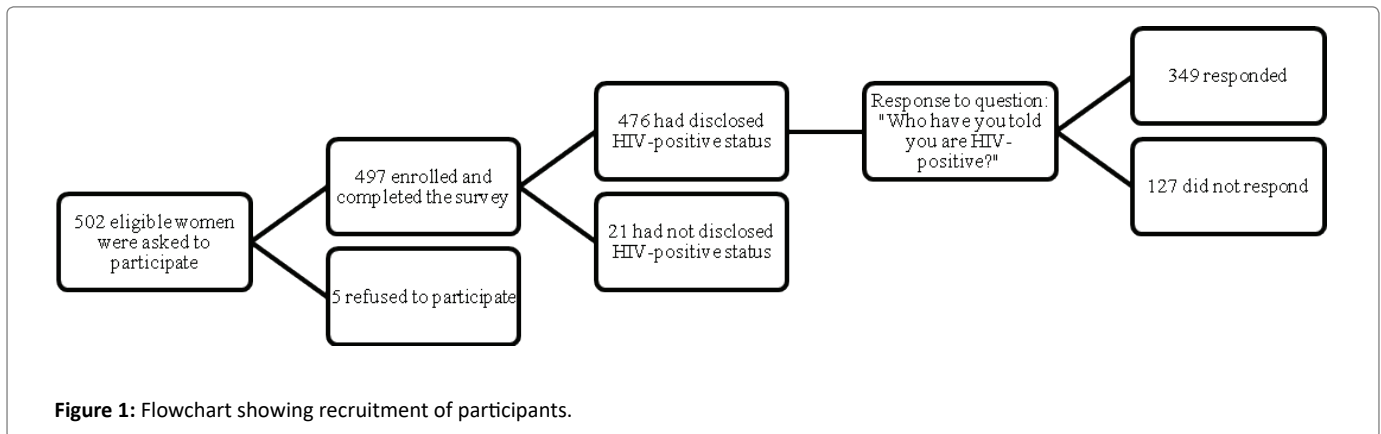 502 eligible women
were asked to
participate
497 enrolled and
completed the survey
5 refused to participate
476 had disclosed
HIV-positive status
21 had not disclosed
HIV-positive status
Response to question:
"Who have you told
you are HIV-
positive?"
349 responded
127 did not respond
Figure 1: Flowchart showing recruitment of participants.